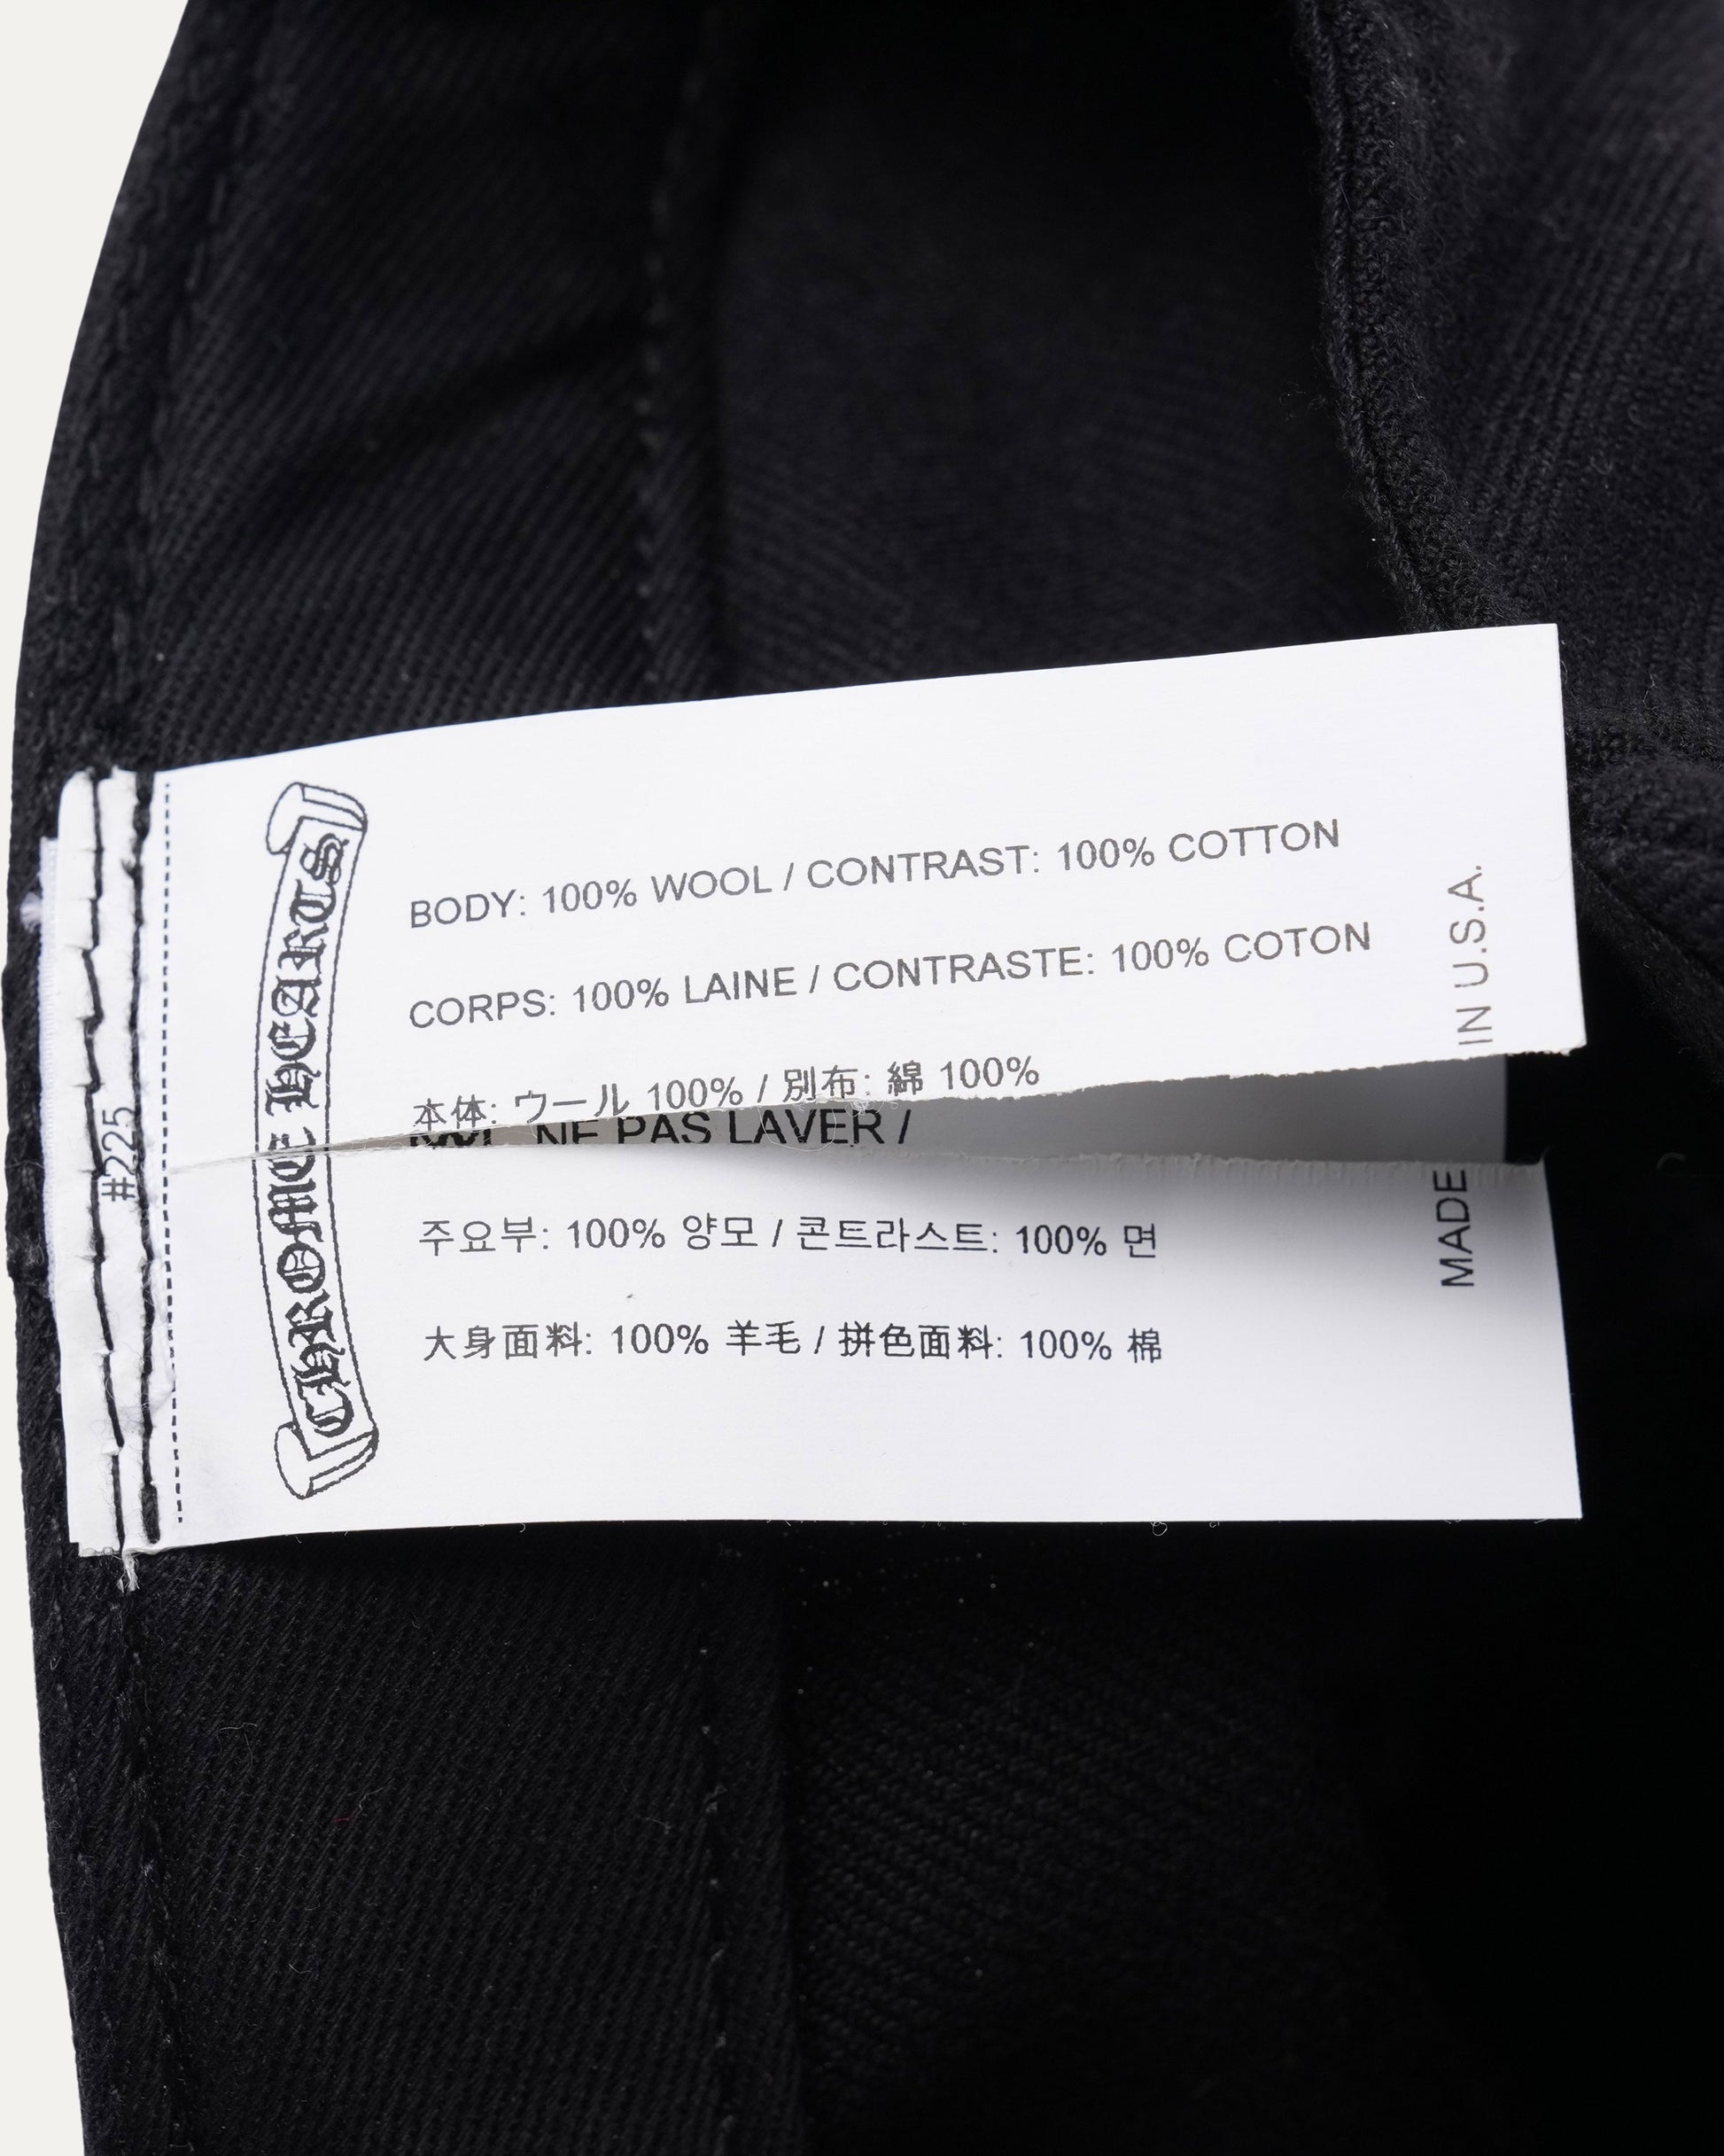 CHROME HEARTS
#225
BODY: 100% WOOL / CONTRAST: 100% COTTON
CORPS: 100% LAINE / CONTRASTE: 100% COTON
本体: ウール 100% / 別布: 綿 100%
NE PAS LAVER /
주요부: 100% 양모 / 콘트라스트: 100% 면
大身面料: 100% 羊毛 / 拼色面料: 100% 棉
MADE IN U.S.A.